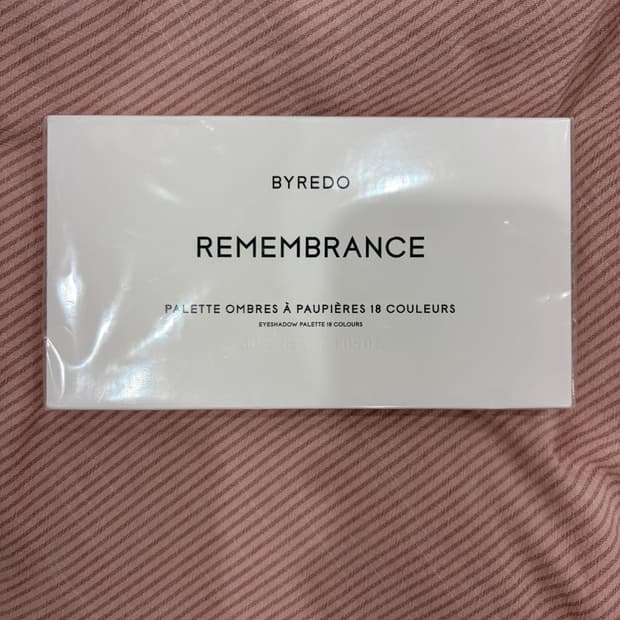 BYREDO
REMEMBRANCE
PALETTE OMBRES À PAUPIÈRES 18 COULEURS
EYESHADOW PALETTE 18 COLOURS